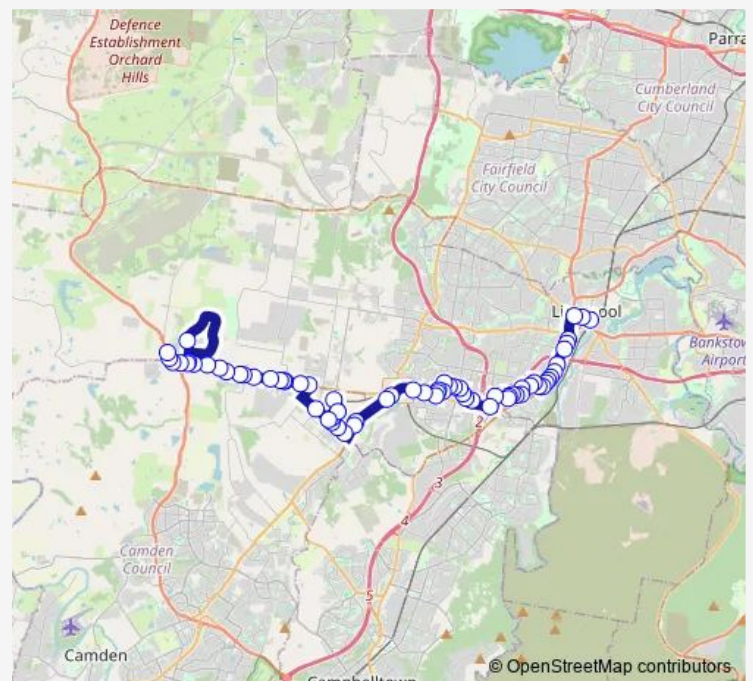 Defence
Establishment
Orchard
Hills
Parra
Cumberland
City Council
Fairfield
City Council
Bankstow
Airport
2
3
4
5
Camden
Council
Camden
Campbelltown
© OpenStreetMap contributors